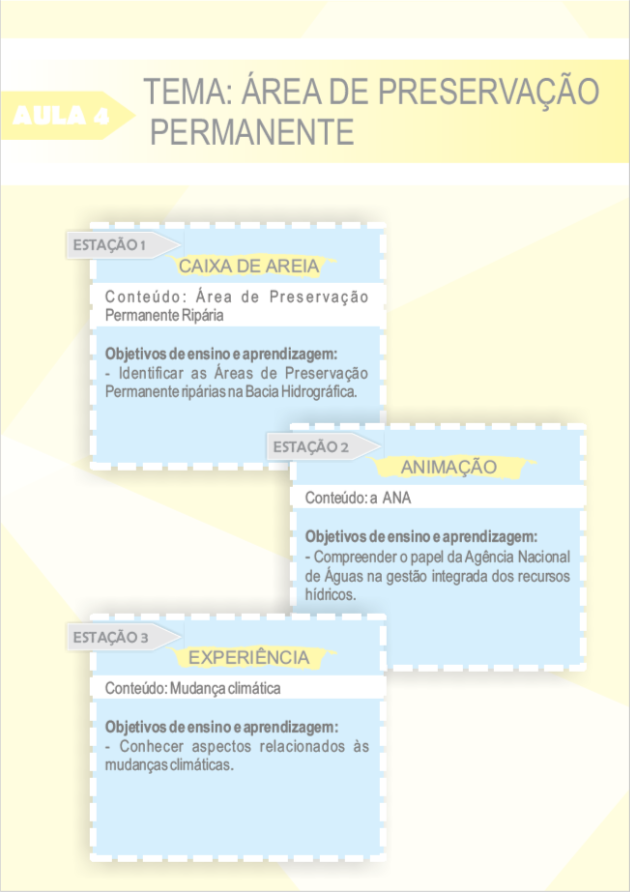 AULA 4
TEMA: ÁREA DE PRESERVAÇÃO
PERMANENTE
ESTAÇÃO 1
CAIXA DE AREIA
Conteúdo: Área de Preservação
Permanente Ripária
Objetivos de ensino e aprendizagem:
- Identificar as Áreas de Preservação
Permanente ripárias na Bacia Hidrográfica.
ESTAÇÃO 2
ANIMAÇÃO
Conteúdo: a ANA
Objetivos de ensino e aprendizagem:
- Compreender o papel da Agência Nacional
de Águas na gestão integrada dos recursos
hídricos.
ESTAÇÃO 3
EXPERIÊNCIA
Conteúdo: Mudança climática
Objetivos de ensino e aprendizagem:
- Conhecer aspectos relacionados às
mudanças climáticas.